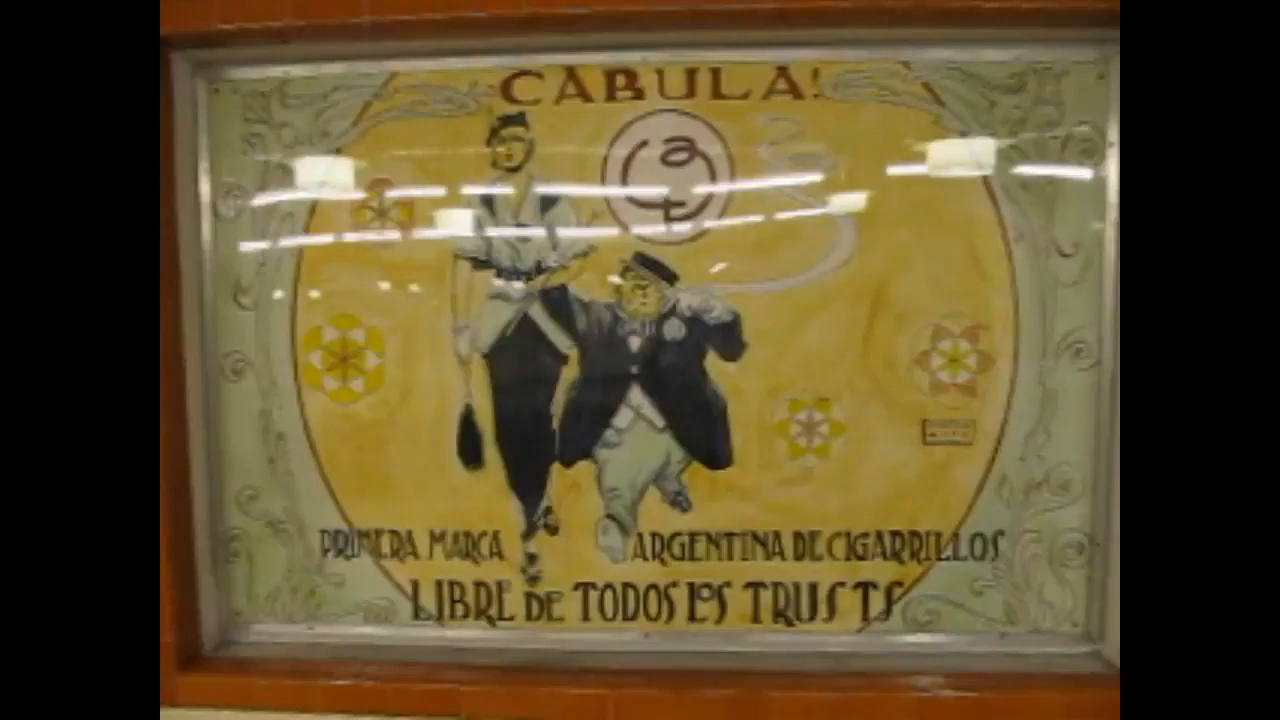 ¡CABULA!
PRIMERA MARCA ARGENTINA DE CIGARRILLOS
LIBRE DE TODOS LOS TRUSTS